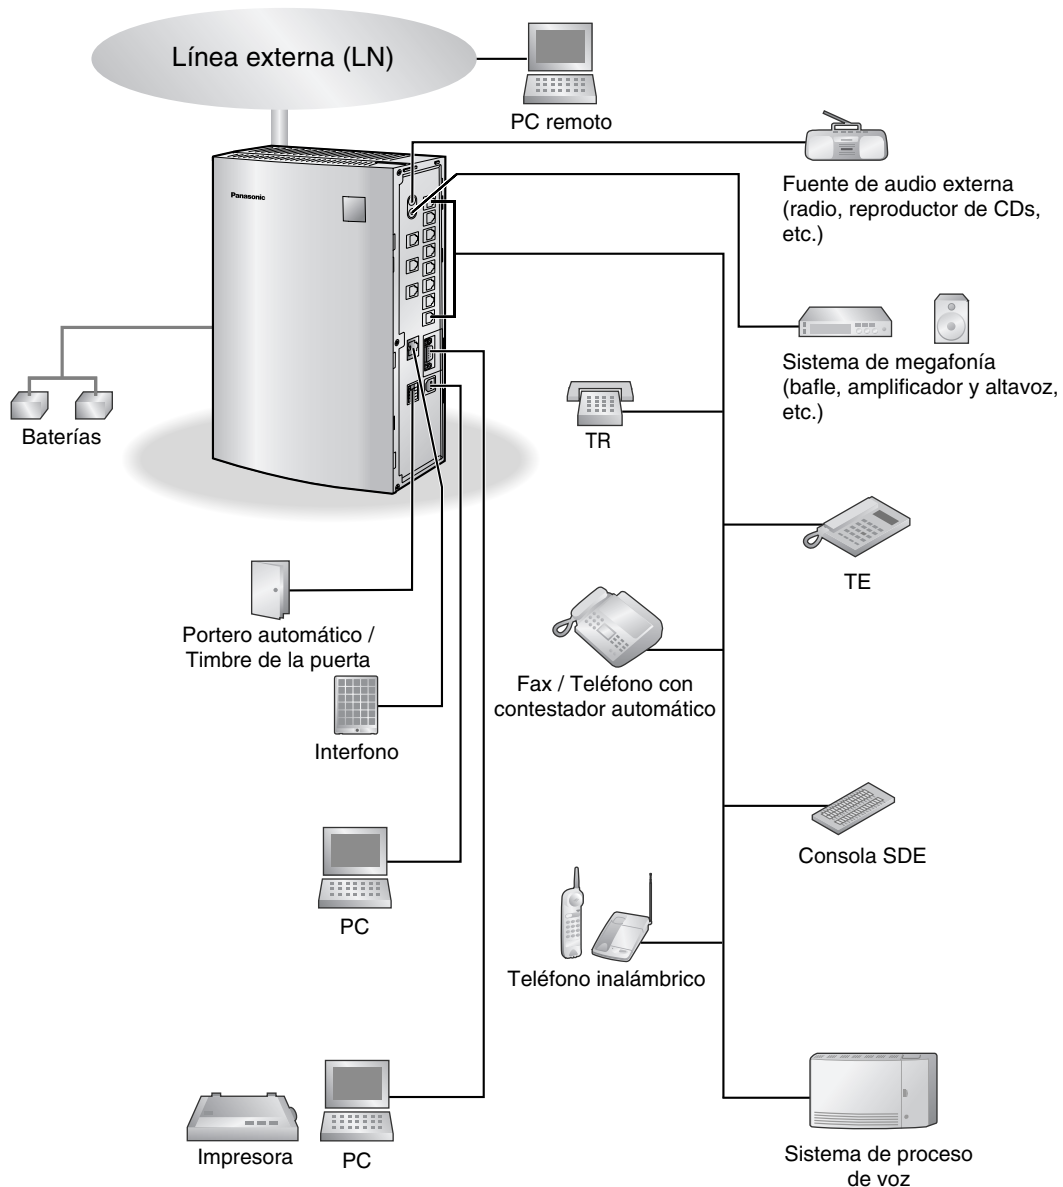 Línea externa (LN)
PC remoto
Fuente de audio externa
(radio, reproductor de CDs,
etc.)
Panasonic
Sistema de megafonía
(bafle, amplificador y altavoz,
etc.)
Baterías
TR
TE
Portero automático /
Timbre de la puerta
Fax / Teléfono con
contestador automático
Interfono
Consola SDE
PC
Teléfono inalámbrico
Impresora
PC
Sistema de proceso
de voz